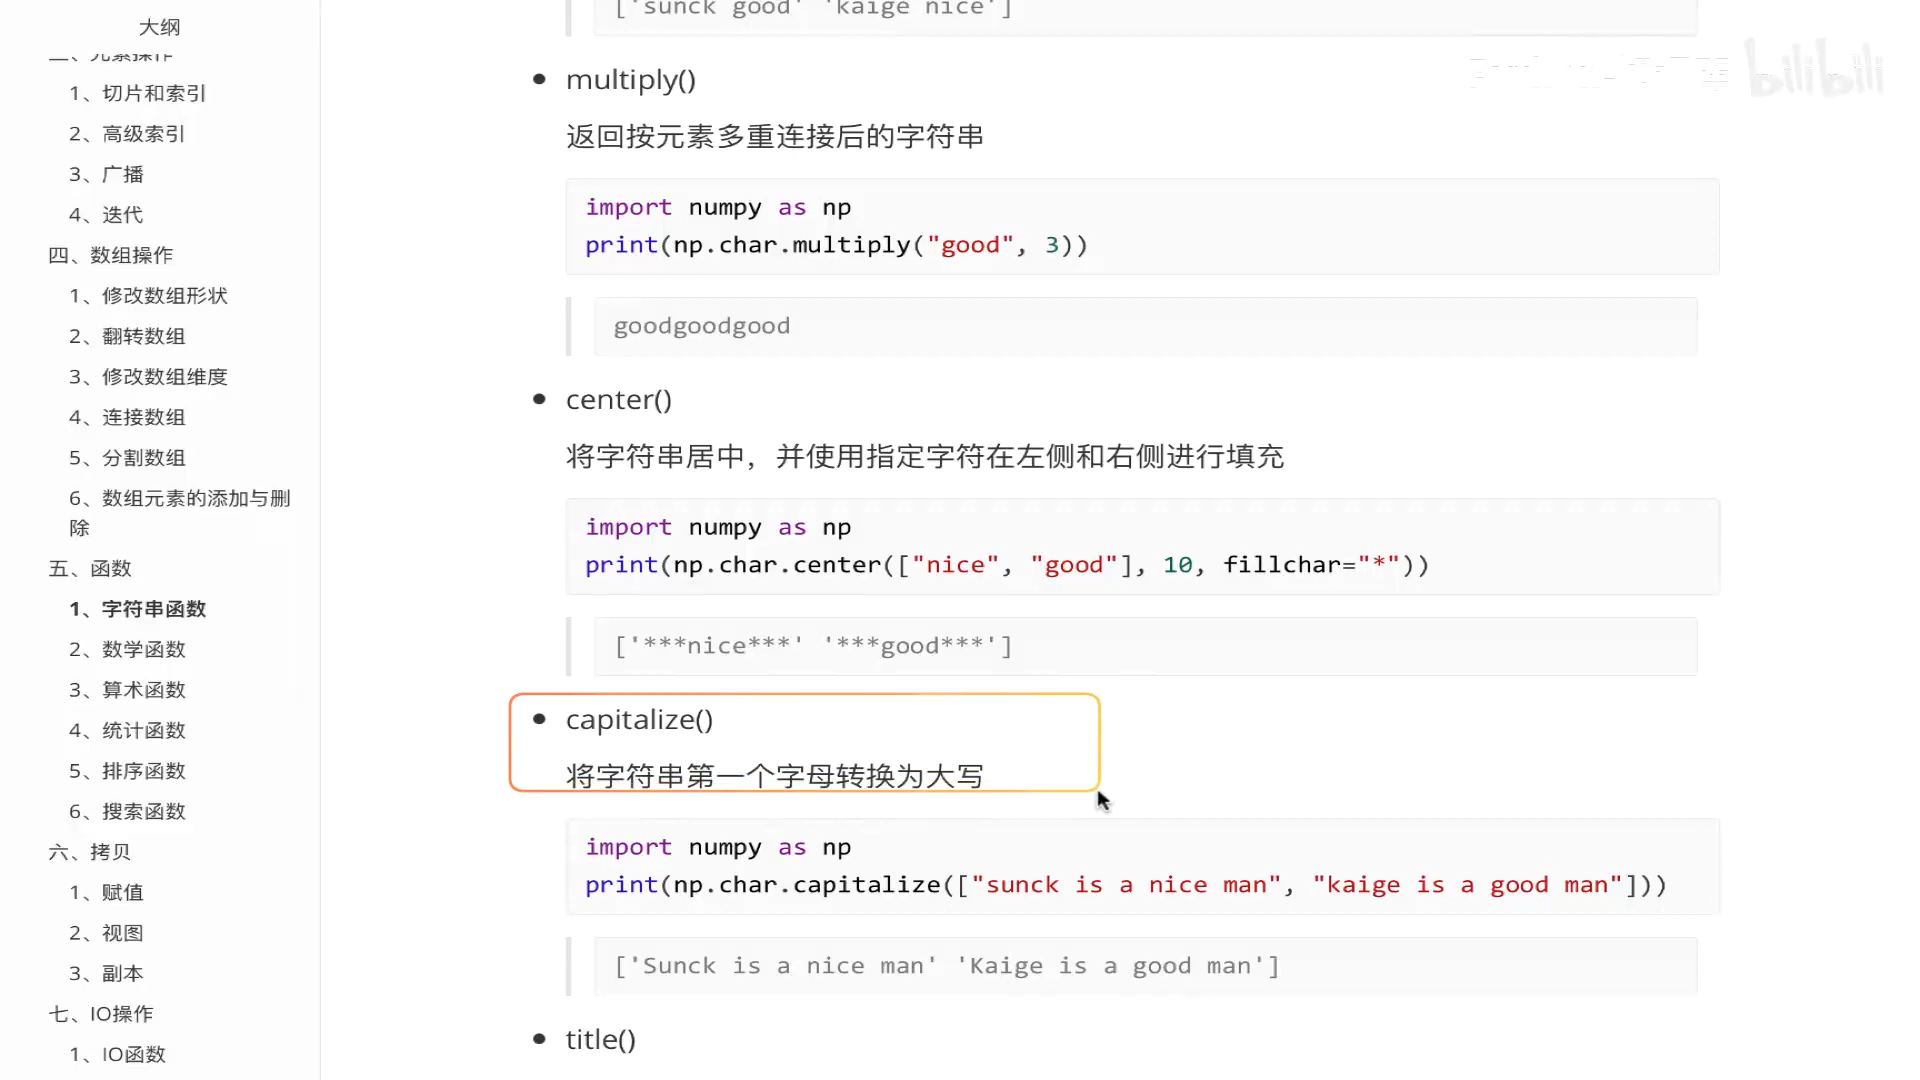 大纲
三、元素操作
1、切片和索引
2、高级索引
3、广播
4、迭代
四、数组操作
1、修改数组形状
2、翻转数组
3、修改数组维度
4、连接数组
5、分割数组
6、数组元素的添加与删
除
五、函数
1、字符串函数
2、数学函数
3、算术函数
4、统计函数
5、排序函数
6、搜索函数
六、拷贝
1、赋值
2、视图
3、副本
七、IO操作
1、IO函数
['sunck good' 'kaige nice']
bilibili
multiply()
返回按元素多重连接后的字符串
import numpy as np
print(np.char.multiply("good", 3))
goodgoodgood
center()
将字符串居中，并使用指定字符在左侧和右侧进行填充
import numpy as np
print(np.char.center(["nice", "good"], 10, fillchar="*"))
['***nice***' '***good***']
capitalize()
将字符串第一个字母转换为大写
import numpy as np
print(np.char.capitalize(["sunck is a nice man", "kaige is a good man"]))
['Sunck is a nice man' 'Kaige is a good man']
title()